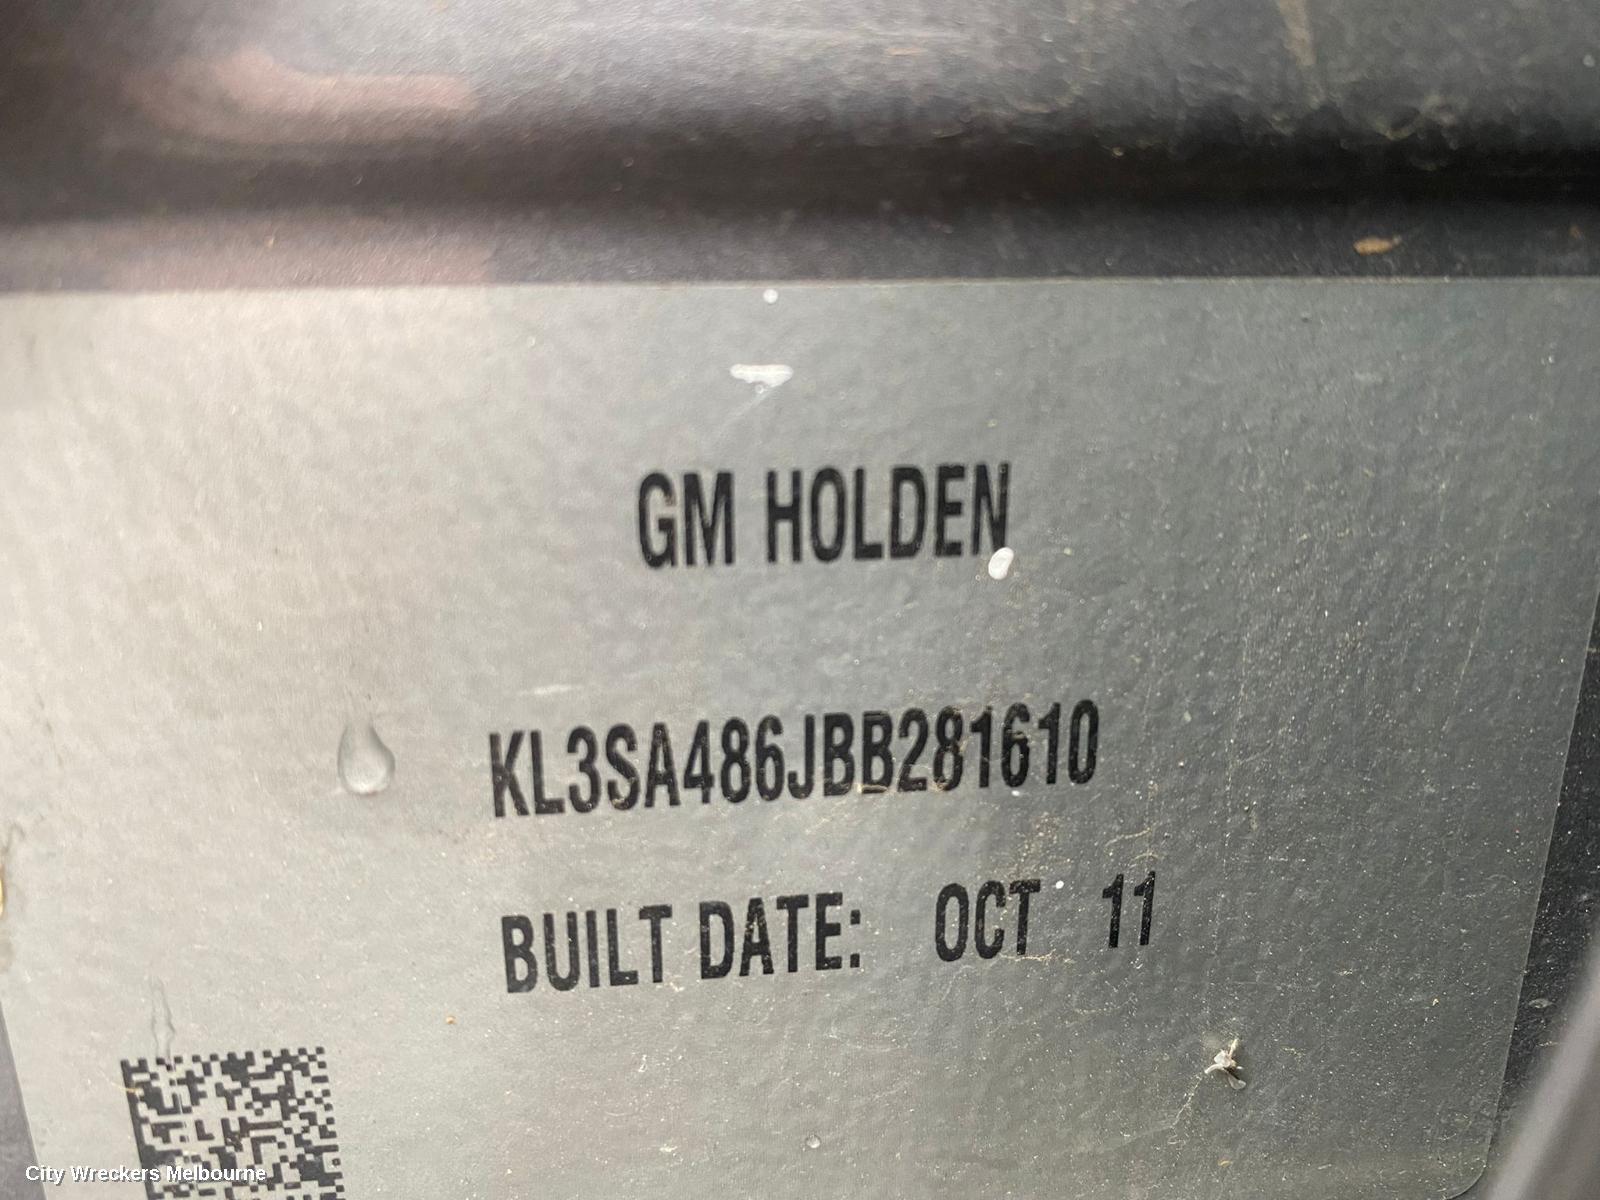 GM HOLDEN
KL3SA486JBB281610
BUILT DATE: OCT 11
City Wreckers Melbourne